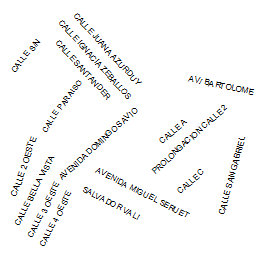 CALLE JUANA AZURDUY
CALLE IGNACIA ZEBALLOS
CALLE SANTANDER
CALLE S/N
CALLE PARAISO
AV/ BARTOLOME
AVENIDA DOMINGO SAVIO
CALLE A
PROLONGACION CALLE 2
CALLE 2 OESTE
CALLE BELLA VISTA
CALLE 3 OESTE
CALLE 4 OESTE
AVENIDA MIGUEL SERUET
SALVADOR VALI
CALLE C
CALLE SAN GABRIEL